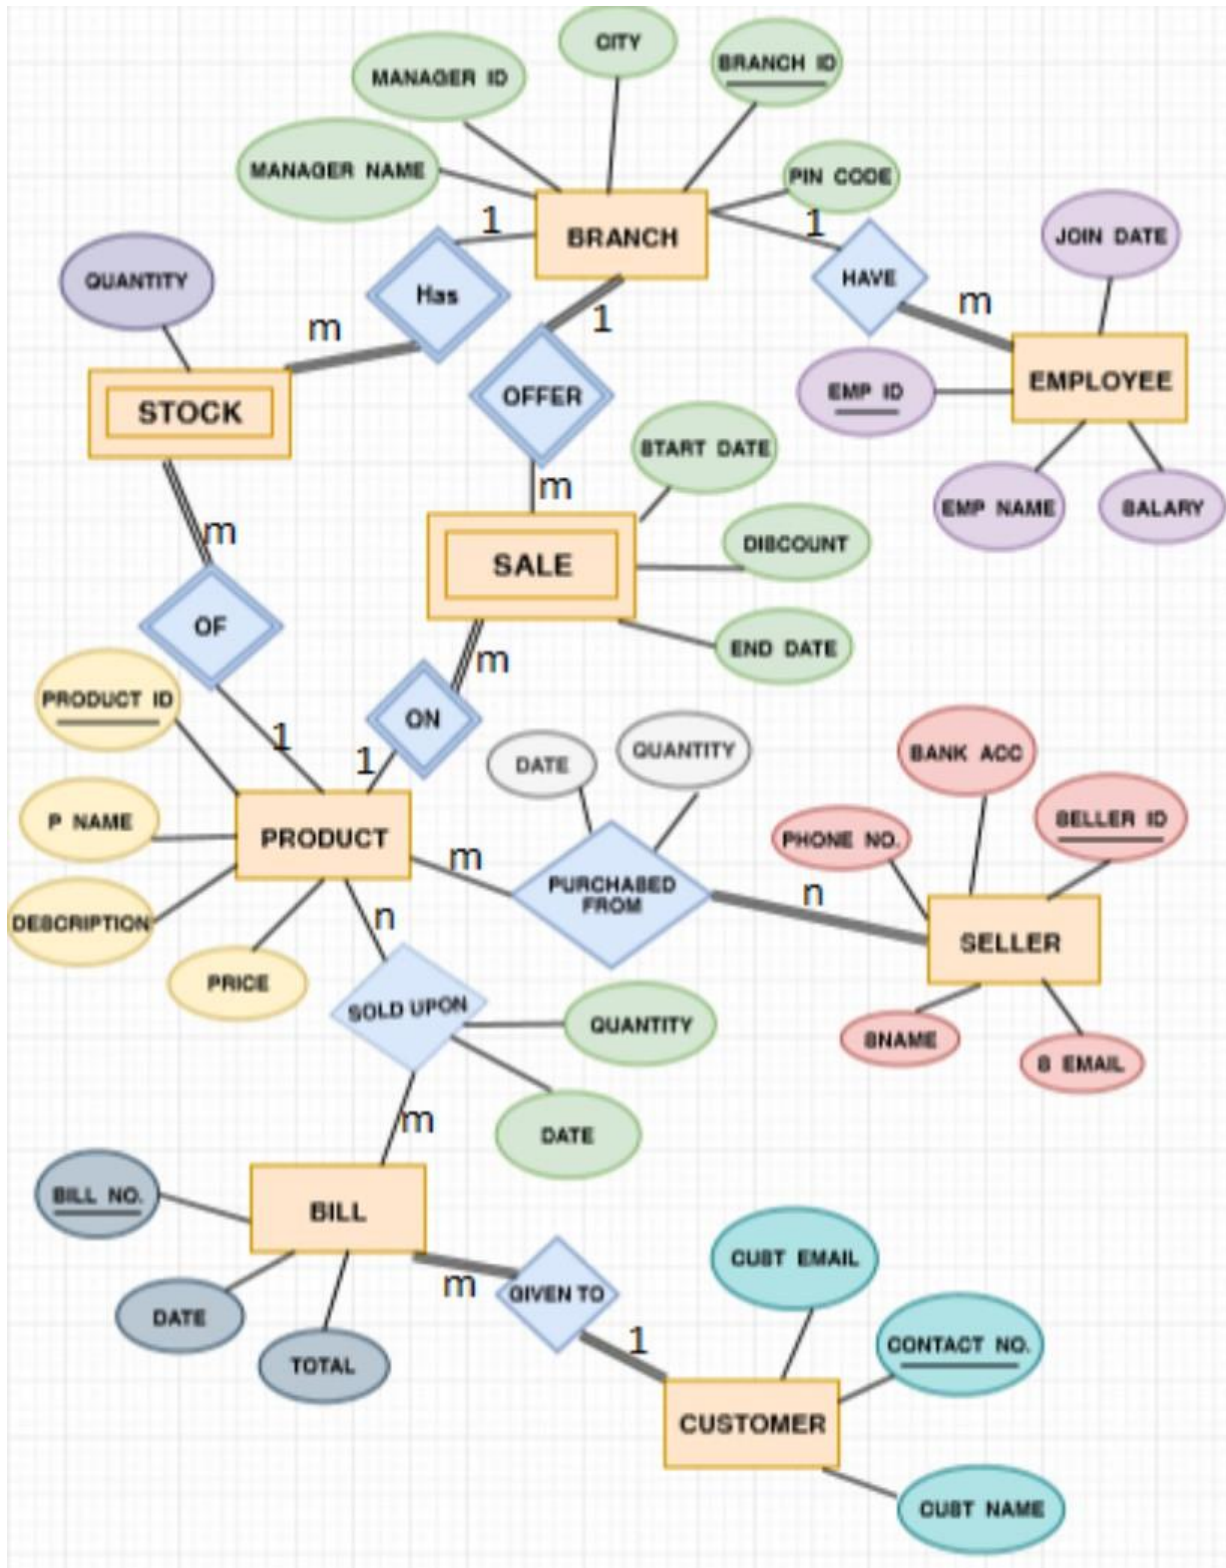 CITY
MANAGER ID
BRANCH ID
MANAGER NAME
PIN CODE
1
BRANCH
1
JOIN DATE
QUANTITY
Has
HAVE
m
m
1
EMPLOYEE
STOCK
OFFER
EMP ID
START DATE
m
EMP NAME
SALARY
m
DISCOUNT
SALE
OF
m
END DATE
PRODUCT ID
ON
1
1
DATE
QUANTITY
BANK ACC
P NAME
PRODUCT
PHONE NO.
SELLER ID
m
PURCHASED
FROM
n
DESCRIPTION
n
SELLER
PRICE
SOLD UPON
QUANTITY
SNAME
S EMAIL
m
DATE
BILL NO.
BILL
CUST EMAIL
m
GIVEN TO
DATE
1
CONTACT NO.
TOTAL
CUSTOMER
CUST NAME